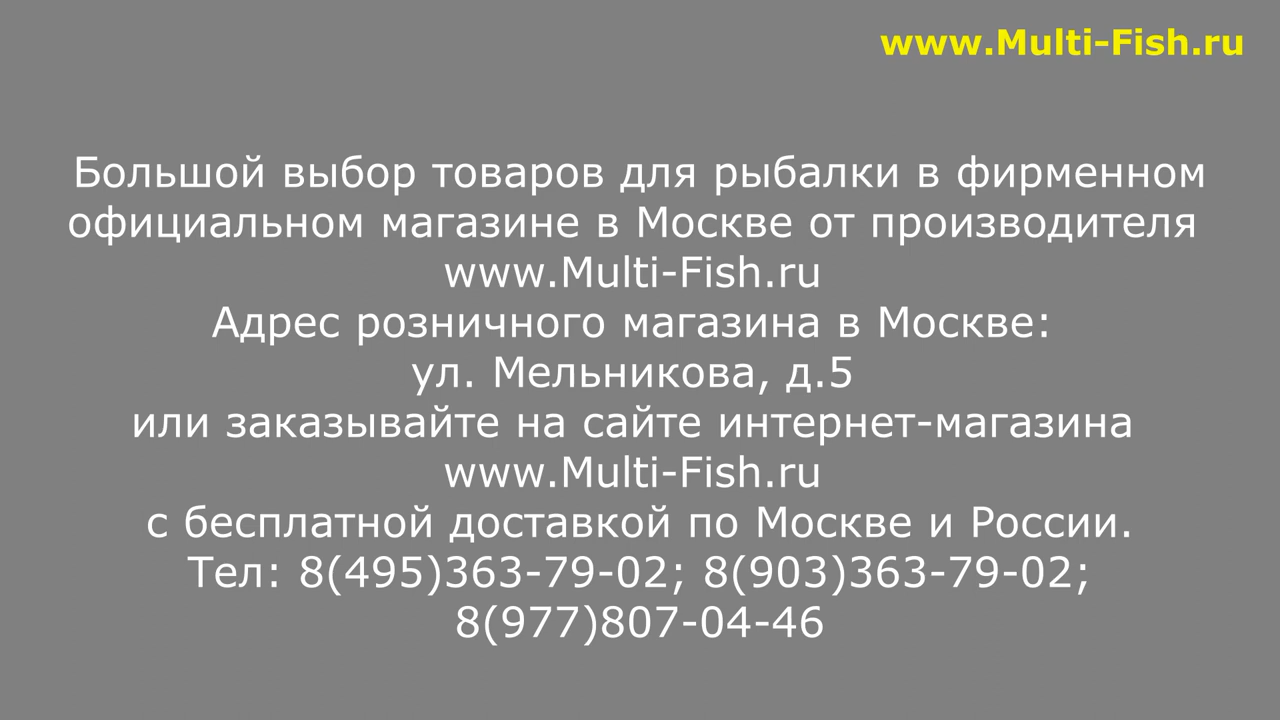 www.Multi-Fish.ru
Большой выбор товаров для рыбалки в фирменном
официальном магазине в Москве от производителя
www.Multi-Fish.ru
Адрес розничного магазина в Москве:
ул. Мельникова, д.5
или заказывайте на сайте интернет-магазина
www.Multi-Fish.ru
с бесплатной доставкой по Москве и России.
Тел: 8(495)363-79-02; 8(903)363-79-02;
8(977)807-04-46